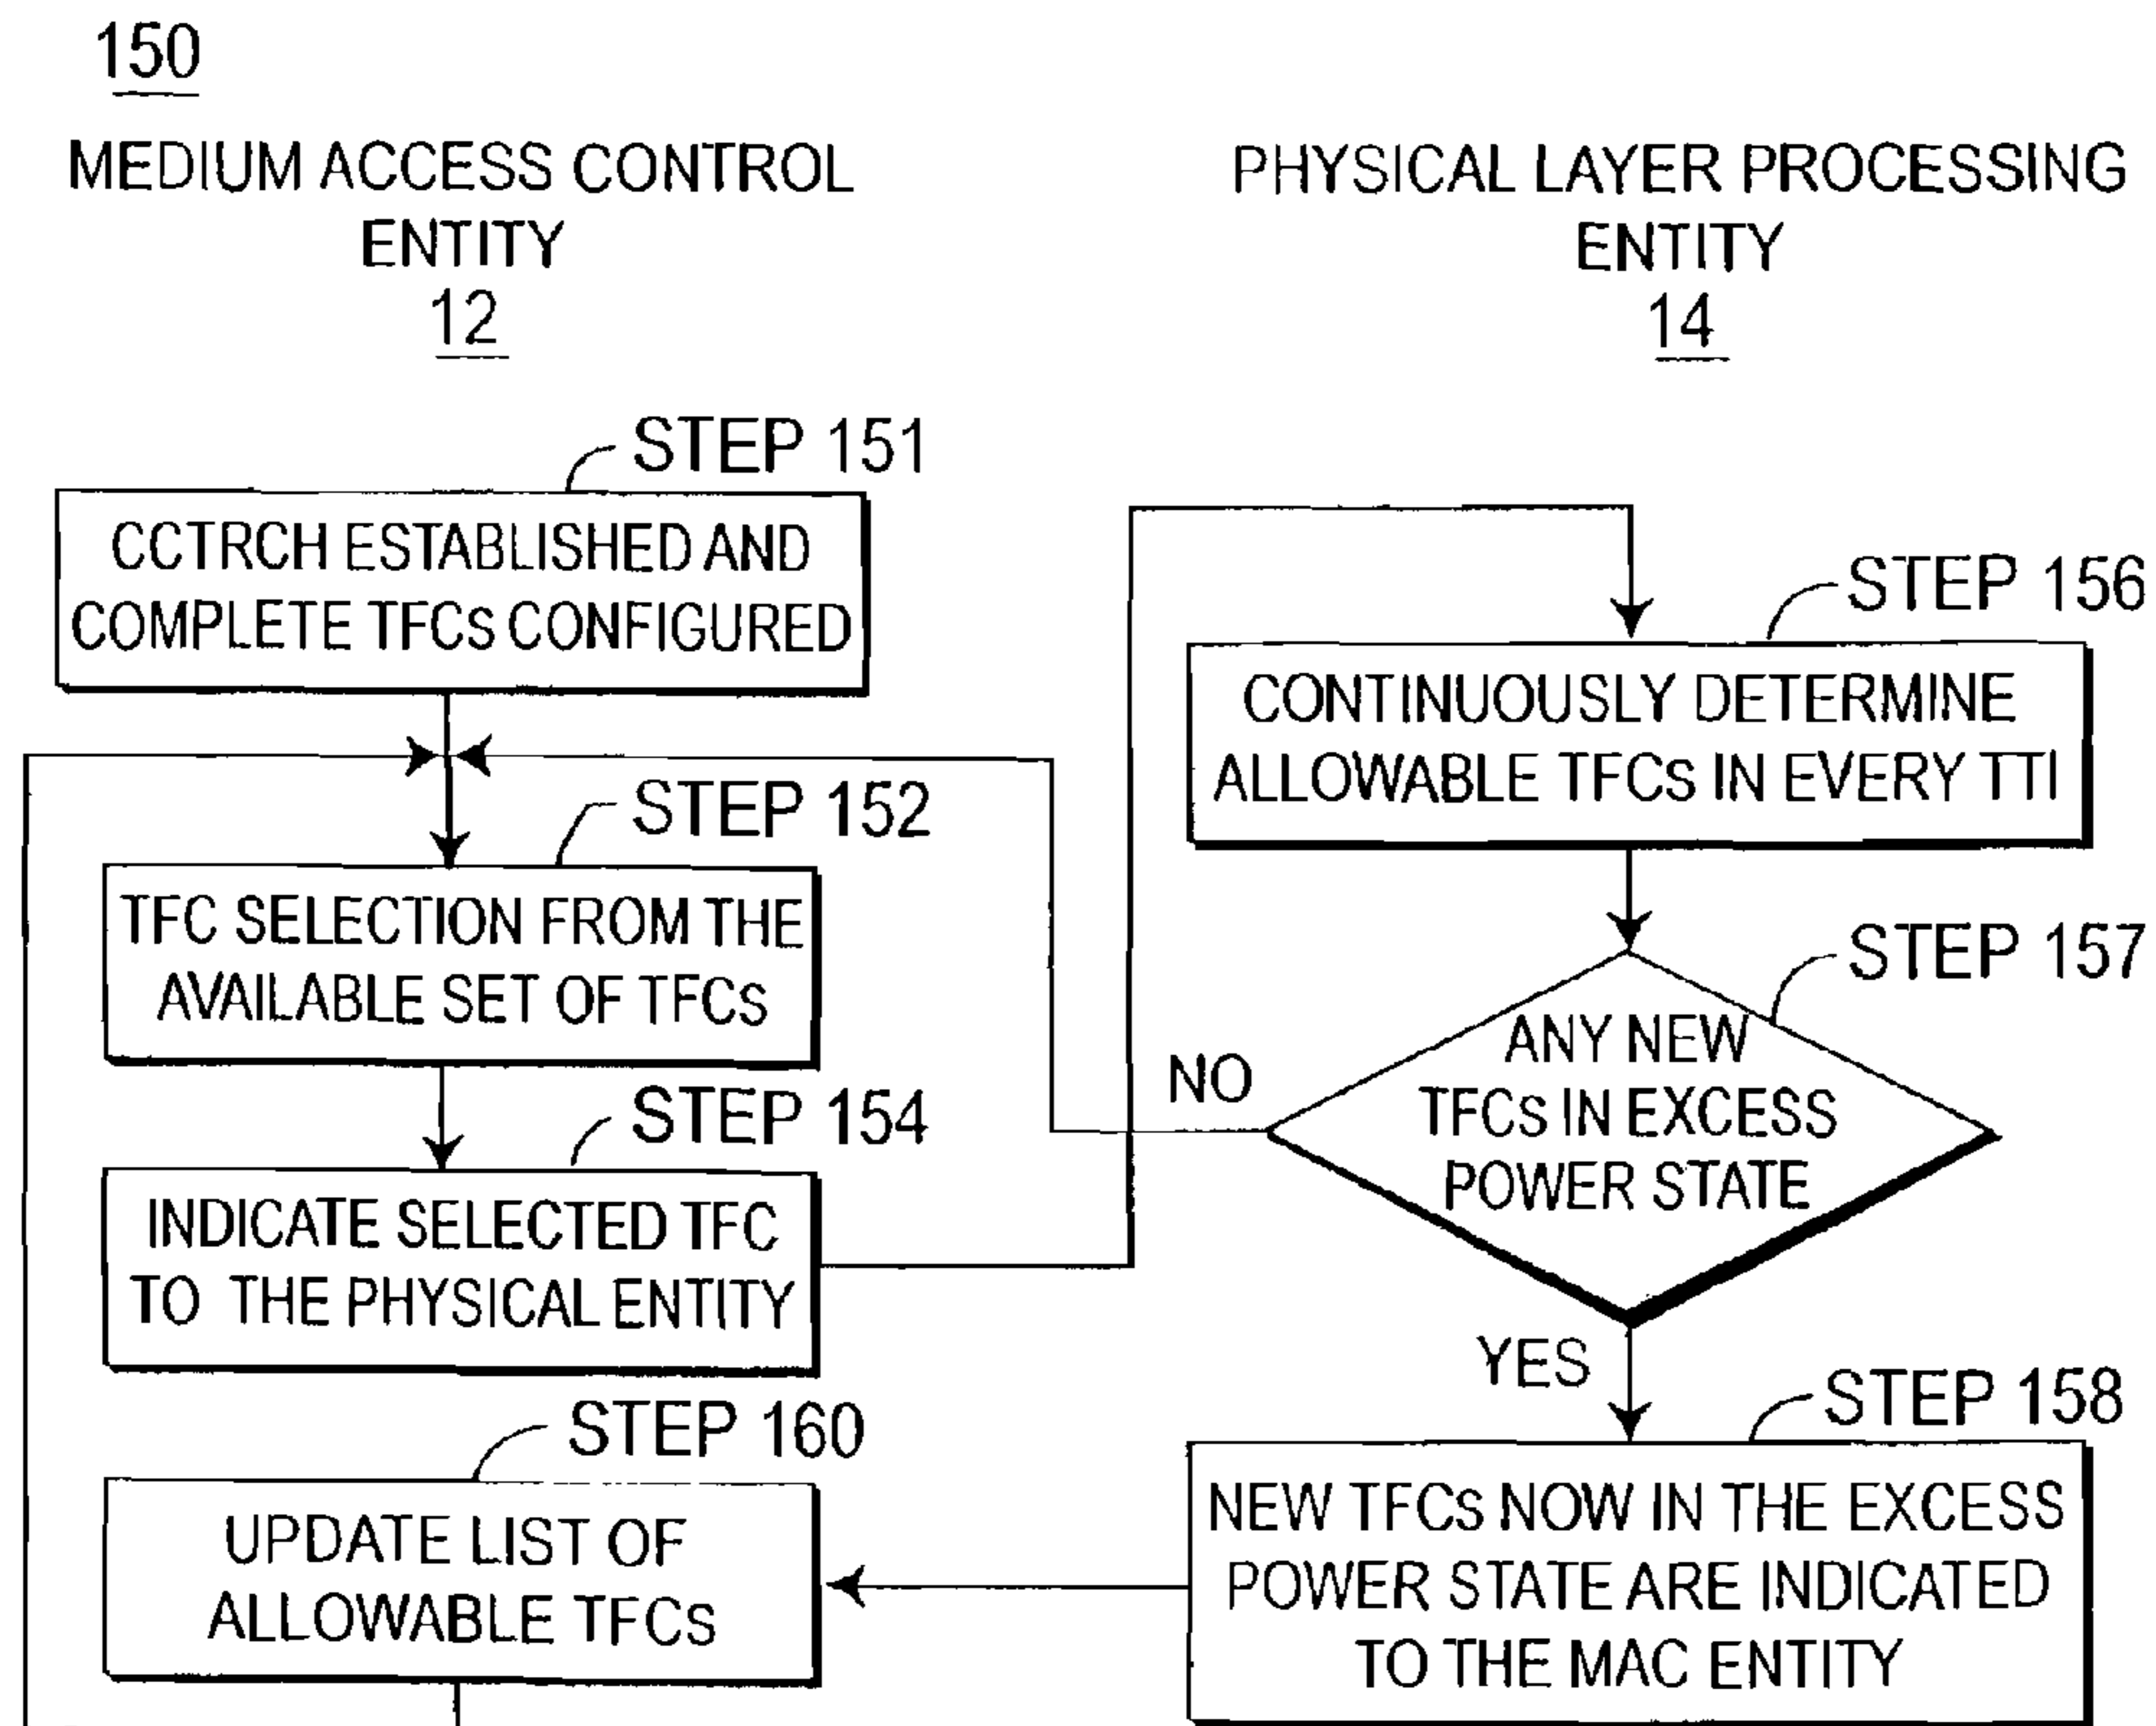 150
MEDIUM ACCESS CONTROL
ENTITY
12
PHYSICAL LAYER PROCESSING
ENTITY
14
STEP 151
CCTRCH ESTABLISHED AND
COMPLETE TFCs CONFIGURED
STEP 152
TFC SELECTION FROM THE
AVAILABLE SET OF TFCs
STEP 154
INDICATE SELECTED TFC
TO THE PHYSICAL ENTITY
STEP 156
CONTINUOUSLY DETERMINE
ALLOWABLE TFCs IN EVERY TTI
STEP 157
ANY NEW
TFCs IN EXCESS
POWER STATE
NO
YES
STEP 158
NEW TFCs NOW IN THE EXCESS
POWER STATE ARE INDICATED
TO THE MAC ENTITY
STEP 160
UPDATE LIST OF
ALLOWABLE TFCs